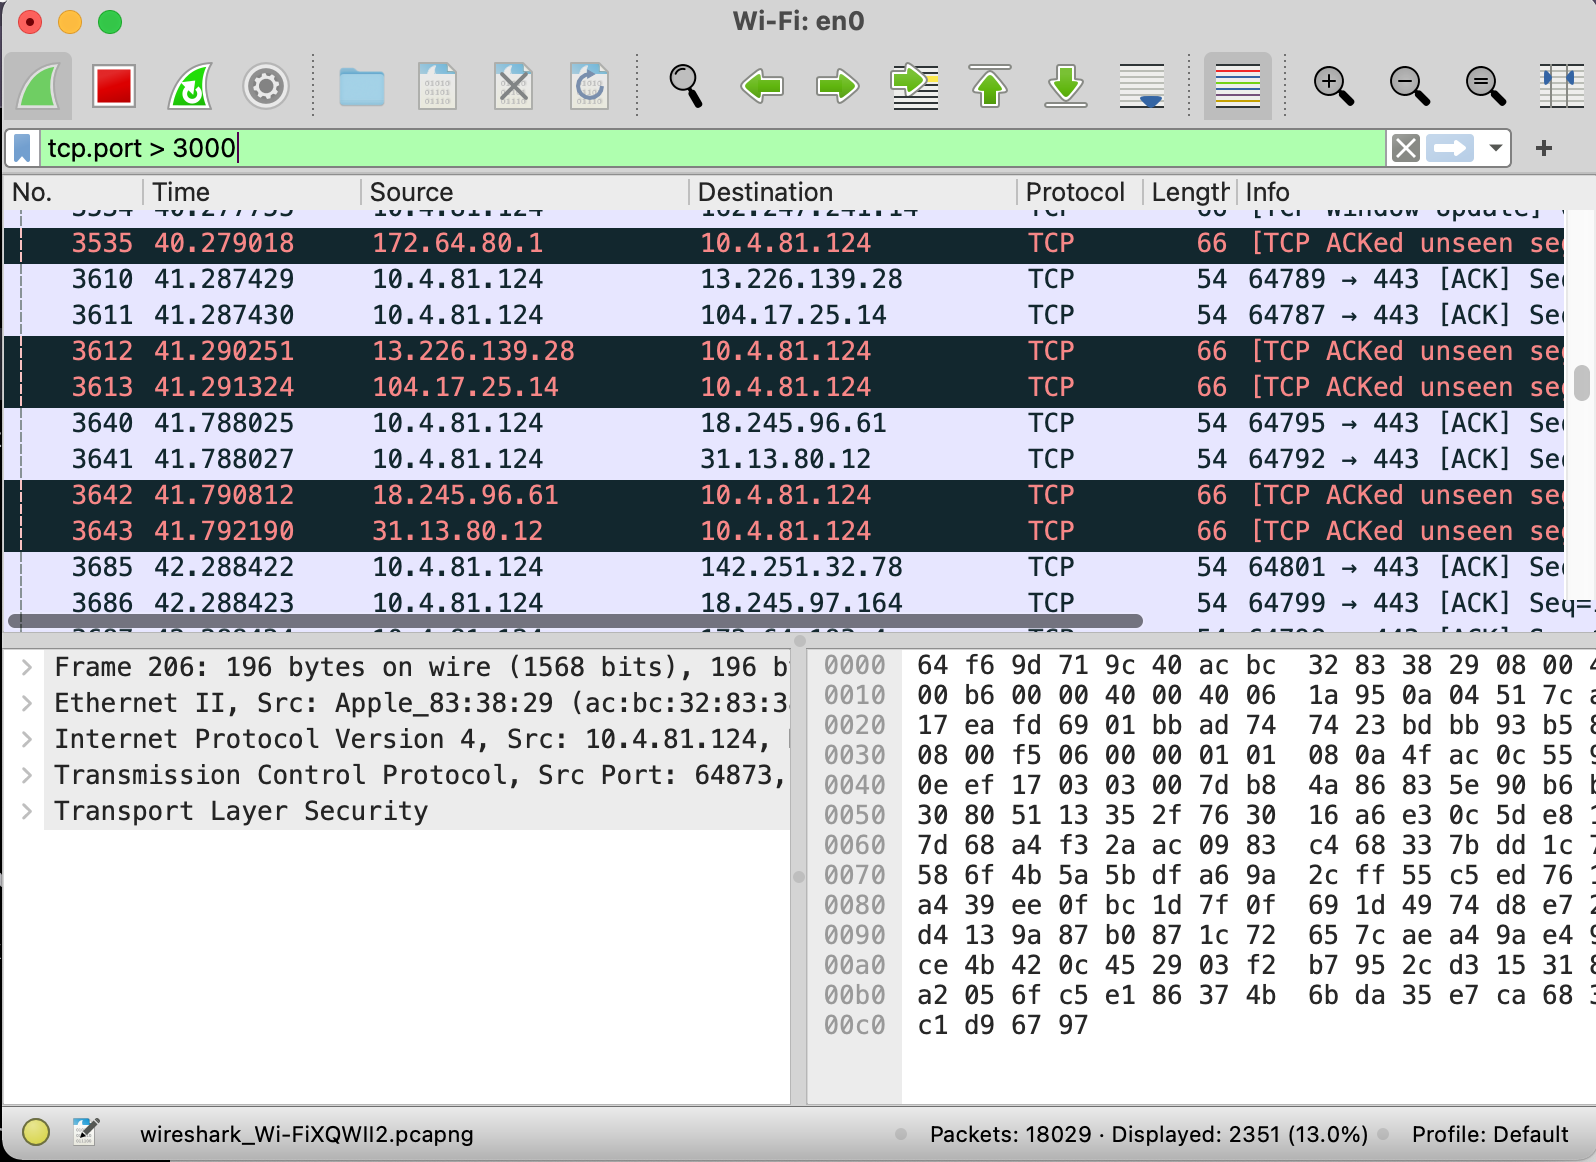 Wi-Fi: en0
tcp.port > 3000
No. Time Source Destination Protocol Length Info
3535 40.279018 172.64.80.1 10.4.81.124 TCP 66 [TCP ACKed unseen se
3610 41.287429 10.4.81.124 13.226.139.28 TCP 54 64789 → 443 [ACK] Se
3611 41.287430 10.4.81.124 104.17.25.14 TCP 54 64787 → 443 [ACK] Se
3612 41.290251 13.226.139.28 10.4.81.124 TCP 66 [TCP ACKed unseen se
3613 41.291324 104.17.25.14 10.4.81.124 TCP 66 [TCP ACKed unseen se
3640 41.788025 10.4.81.124 18.245.96.61 TCP 54 64795 → 443 [ACK] Se
3641 41.788027 10.4.81.124 31.13.80.12 TCP 54 64792 → 443 [ACK] Se
3642 41.790812 18.245.96.61 10.4.81.124 TCP 66 [TCP ACKed unseen se
3643 41.792190 31.13.80.12 10.4.81.124 TCP 66 [TCP ACKed unseen se
3685 42.288422 10.4.81.124 142.251.32.78 TCP 54 64801 → 443 [ACK] Se
3686 42.288423 10.4.81.124 18.245.97.164 TCP 54 64799 → 443 [ACK] Seq=
Frame 206: 196 bytes on wire (1568 bits), 196 b
Ethernet II, Src: Apple_83:38:29 (ac:bc:32:83:3
Internet Protocol Version 4, Src: 10.4.81.124,
Transmission Control Protocol, Src Port: 64873,
Transport Layer Security
0000 64 f6 9d 71 9c 40 ac bc 32 83 38 29 08 00 4
0010 00 b6 00 00 40 00 40 06 1a 95 0a 04 51 7c a
0020 17 ea fd 69 01 bb ad 74 74 23 bd bb 93 b5 8
0030 08 00 f5 06 00 00 01 01 08 0a 4f ac 0c 55 9
0040 0e ef 17 03 03 00 7d b8 4a 86 83 5e 90 b6 b
0050 30 80 51 13 35 2f 76 30 16 a6 e3 0c 5d e8 1
0060 7d 68 a4 f3 2a ac 09 83 c4 68 33 7b dd 1c 7
0070 58 6f 4b 5a 5b df a6 9a 2c ff 55 c5 ed 76 1
0080 a4 39 ee 0f bc 1d 7f 0f 69 1d 49 74 d8 e7 2
0090 d4 13 9a 87 b0 87 1c 72 65 7c ae a4 9a e4 9
00a0 ce 4b 42 0c 45 29 03 f2 b7 95 2c d3 15 31 8
00b0 a2 05 6f c5 e1 86 37 4b 6b da 35 e7 ca 68 3
00c0 c1 d9 67 97
wireshark_Wi-FiXQWII2.pcapng Packets: 18029 · Displayed: 2351 (13.0%) Profile: Default